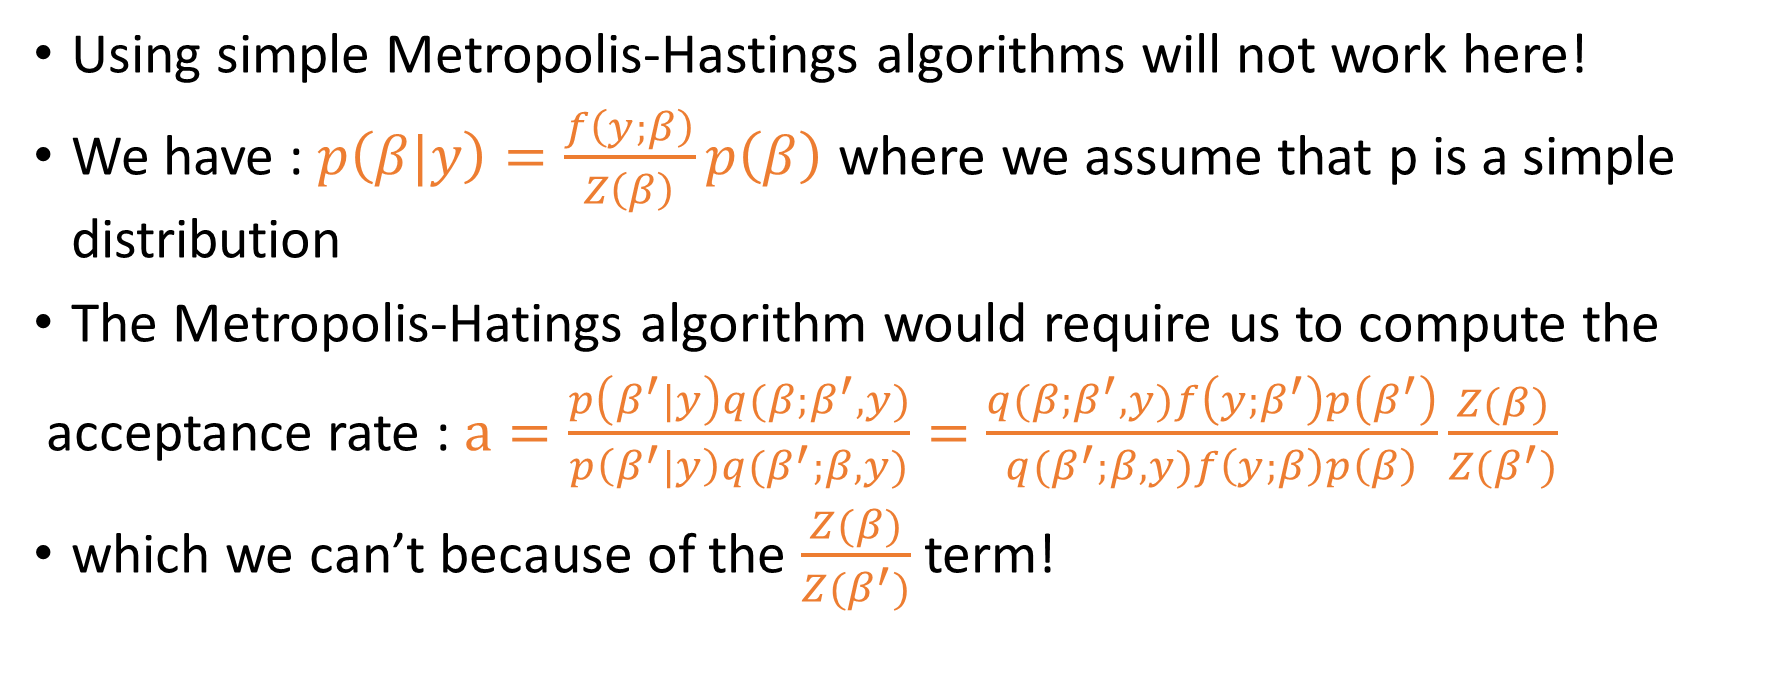 • Using simple Metropolis-Hastings algorithms will not work here!
• We have : p(β|y) = f(y;β)/Z(β) p(β) where we assume that p is a simple
distribution
• The Metropolis-Hatings algorithm would require us to compute the
acceptance rate : a = p(β′|y)q(β;β′,y)/p(β′|y)q(β′;β,y) = q(β;β′,y)f(y;β′)p(β′)/q(β′;β,y)f(y;β)p(β) Z(β)/Z(β′)
• which we can’t because of the Z(β)/Z(β′) term!